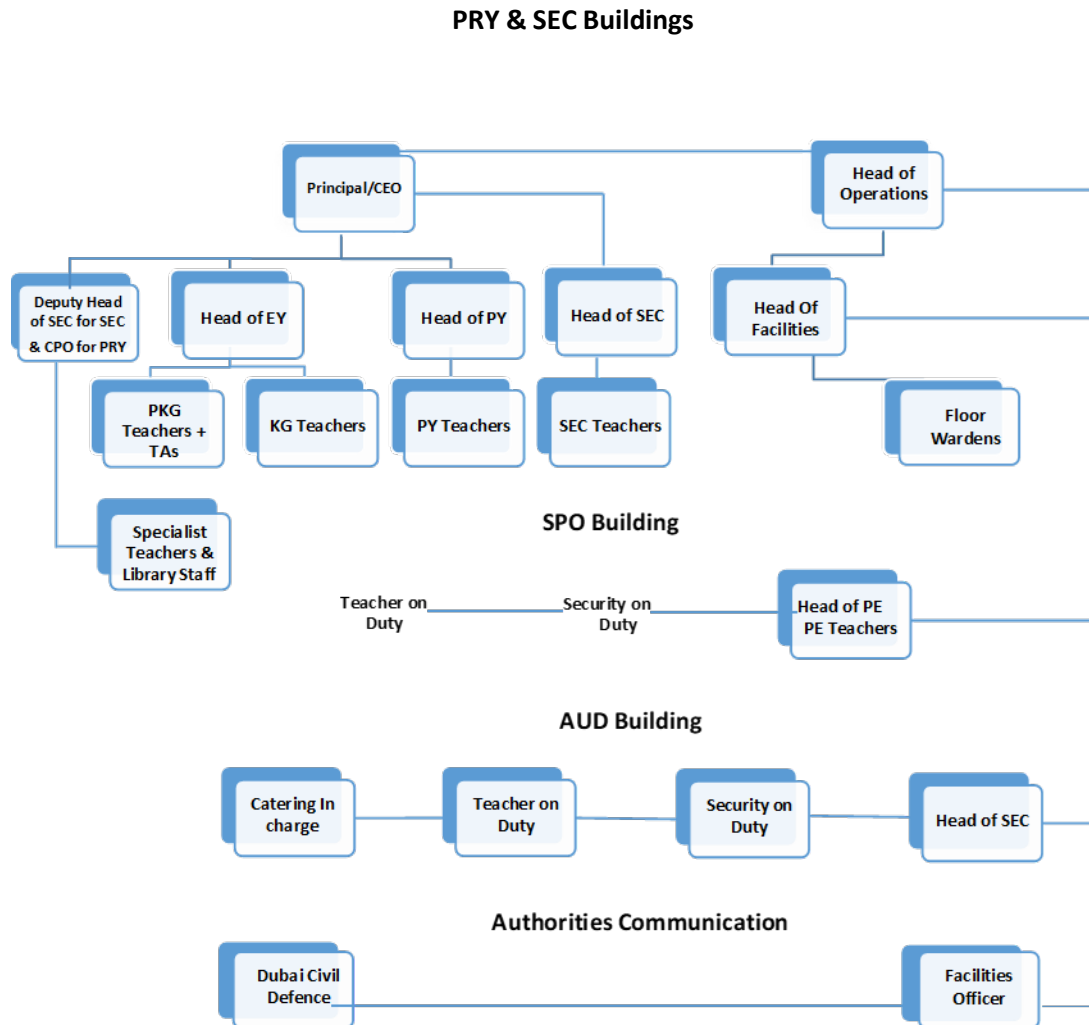 PRY & SEC Buildings
Principal/CEO
Head of
Operations
Deputy Head
of SEC for SEC
& CPO for PRY
Head of EY
Head of PY
Head of SEC
Head Of
Facilities
PKG
Teachers +
TAs
KG Teachers
PY Teachers
SEC Teachers
Floor
Wardens
Specialist
Teachers &
Library Staff
SPO Building
Teacher on
Duty
Security on
Duty
Head of PE
PE Teachers
AUD Building
Catering In
charge
Teacher on
Duty
Security on
Duty
Head of SEC
Authorities Communication
Dubai Civil
Defence
Facilities
Officer